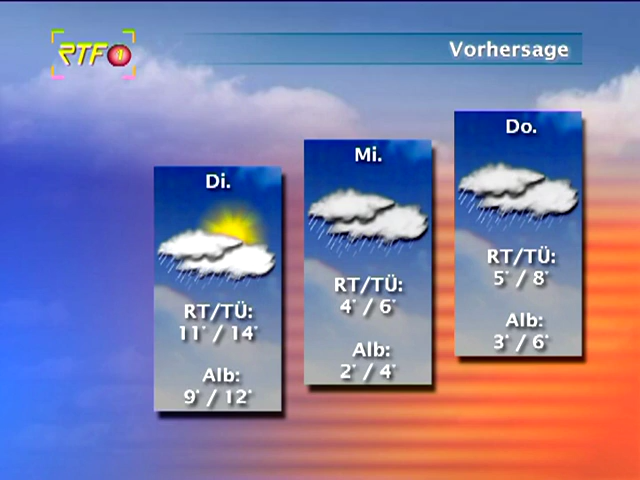 RTF 1
Vorhersage
Di.
RT/TÜ:
11° / 14°
Alb:
9° / 12°
Mi.
RT/TÜ:
4° / 6°
Alb:
2° / 4°
Do.
RT/TÜ:
5° / 8°
Alb:
3° / 6°